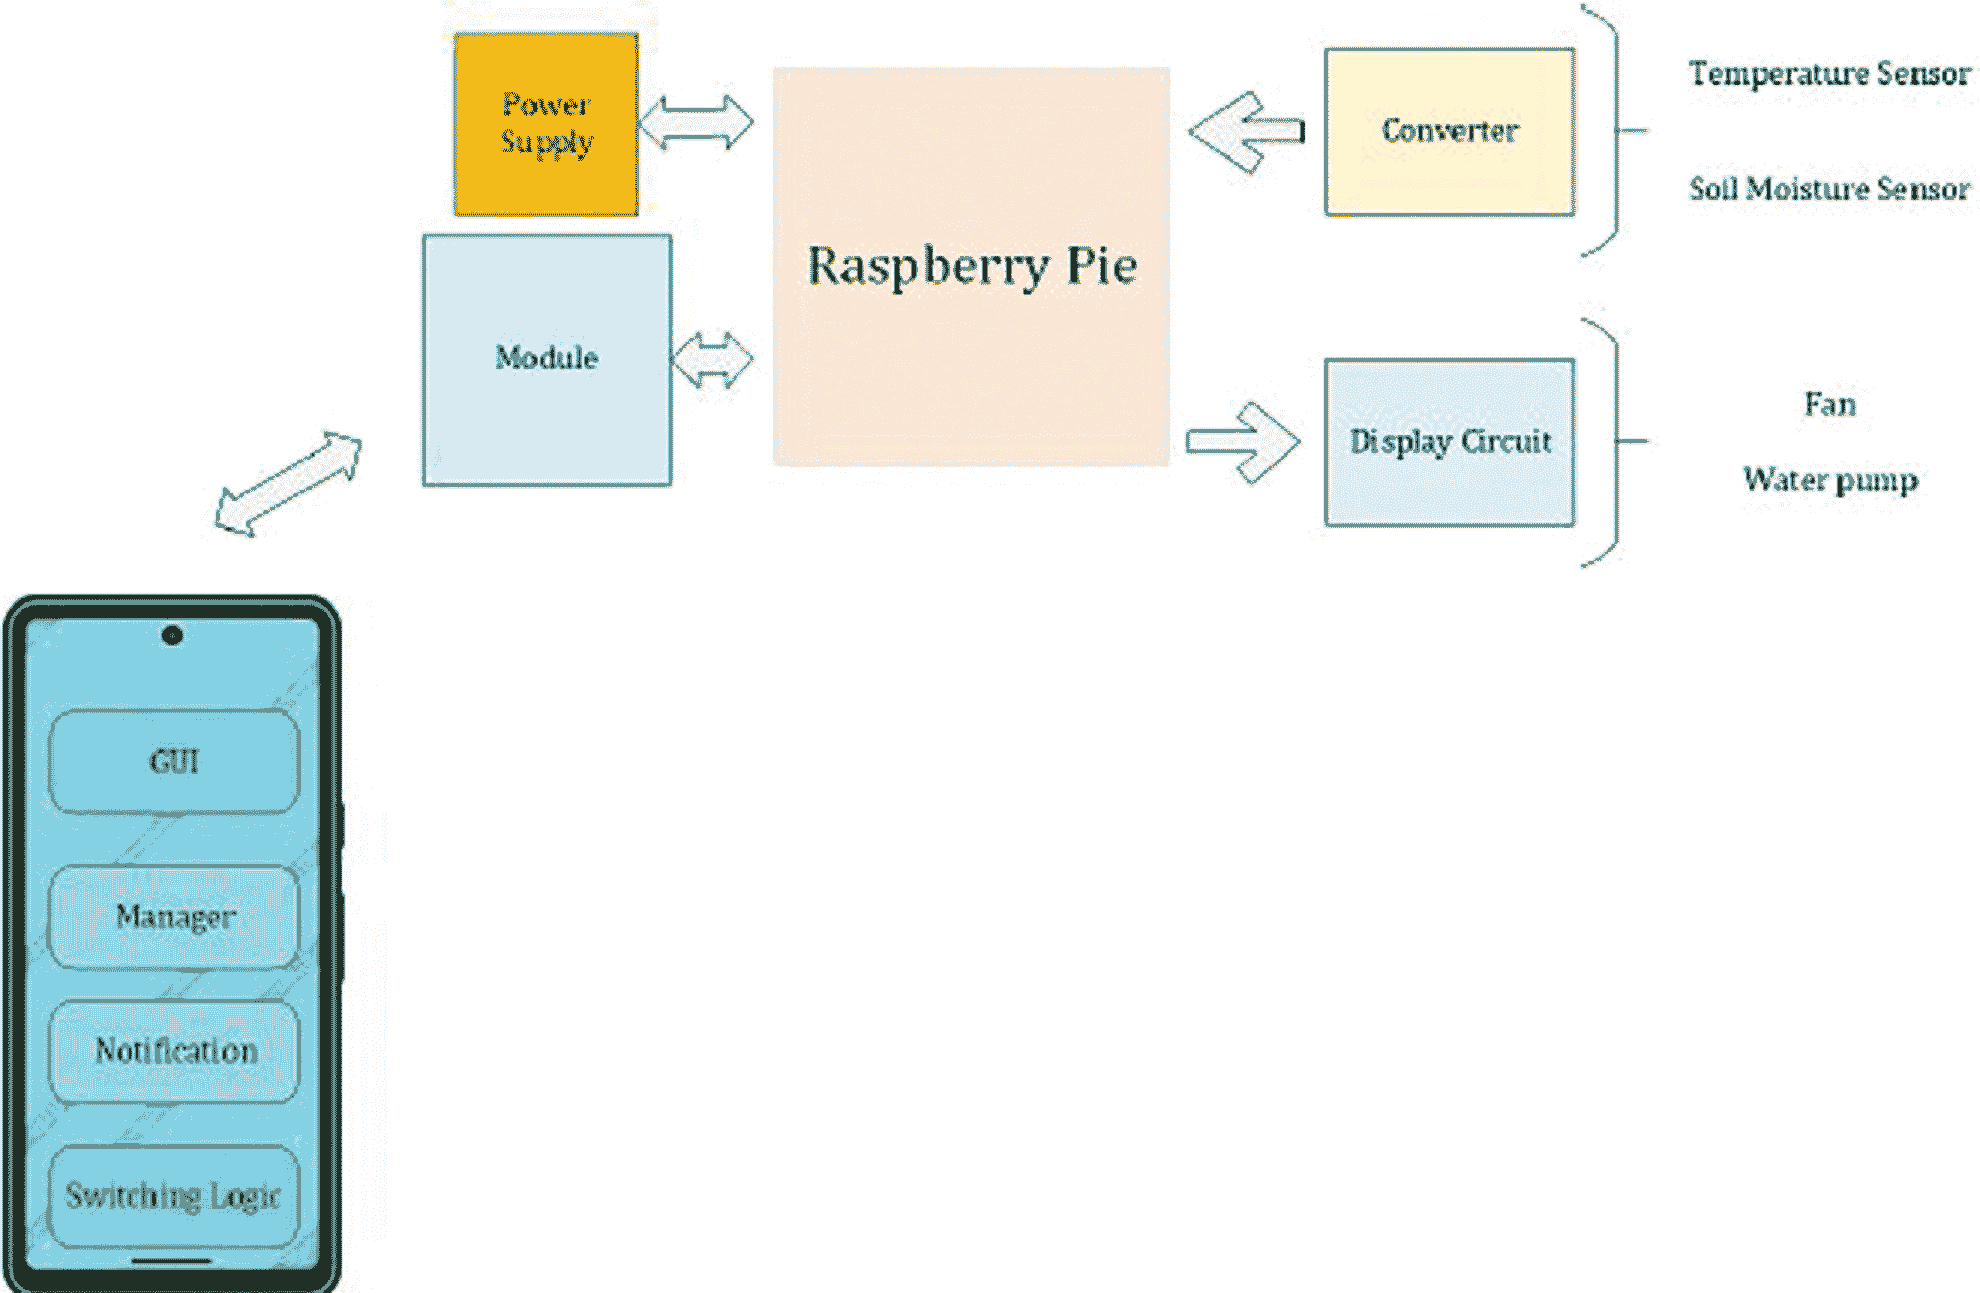 Power
Supply
Raspberry Pie
Converter
Temperature Sensor
Soil Moisture Sensor
Module
Display Circuit
Fan
Water pump
GUI
Manager
Notification
Switching Logic